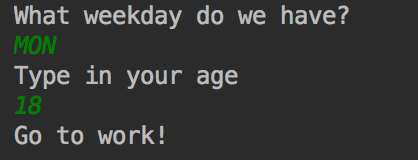 What weekday do we have?
MON
Type in your age
18
Go to work!